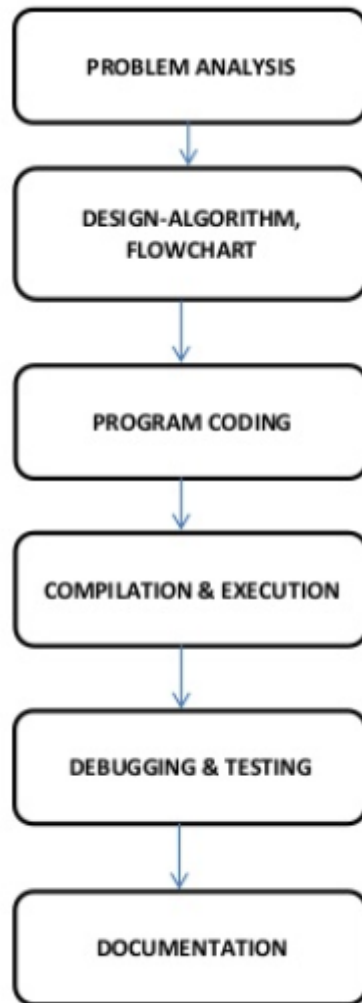 PROBLEM ANALYSIS
DESIGN-ALGORITHM,
FLOWCHART
PROGRAM CODING
COMPILATION & EXECUTION
DEBUGGING & TESTING
DOCUMENTATION